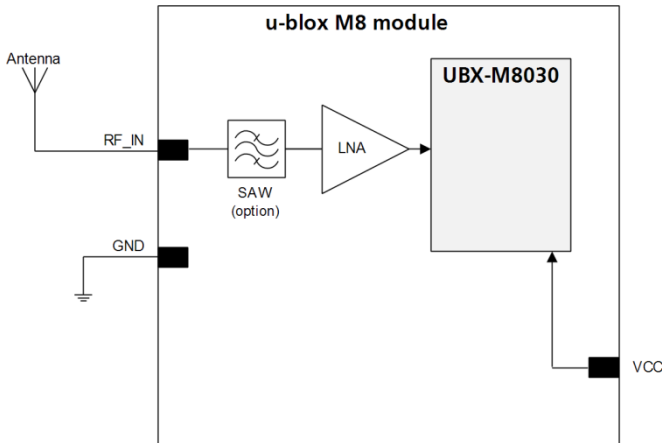 u-blox M8 module
Antenna
UBX-M8030
RF_IN
LNA
SAW
(option)
GND
VCC